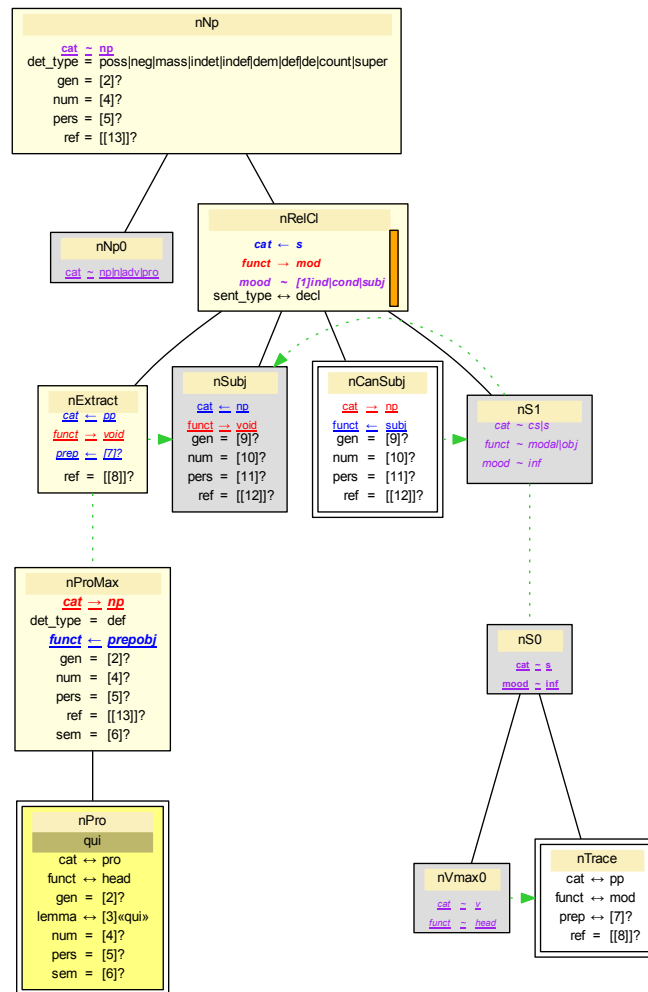 nNp
cat ~ np
det_type = poss|neg|mass|indet|indef|dem|def|de|count|super
gen = [2]?
num = [4]?
pers = [5]?
ref = [[13]]?
nNp0
cat ~ np|n|adv|pro
nRelCl
cat ← s
funct → mod
mood ~ [1]ind|cond|subj
sent_type ↔ decl
nExtract
cat ← pp
funct → void
prep ← [7]?
ref = [[8]]?
nSubj
cat ← np
funct → void
gen = [9]?
num = [10]?
pers = [11]?
ref = [[12]]?
nCanSubj
cat → np
funct ← subj
gen = [9]?
num = [10]?
pers = [11]?
ref = [[12]]?
nS1
cat ~ cs|s
funct ~ modal|obj
mood ~ inf
nProMax
cat → np
det_type = def
funct ← prepobj
gen = [2]?
num = [4]?
pers = [5]?
ref = [[13]]?
sem = [6]?
nS0
cat ~ s
mood ~ inf
nPro
qui
cat ↔ pro
funct ↔ head
gen = [2]?
lemma ↔ [3]«qui»
num = [4]?
pers = [5]?
sem = [6]?
nVmax0
cat ~ v
funct ~ head
nTrace
cat ↔ pp
funct ↔ mod
prep ↔ [7]?
ref = [[8]]?